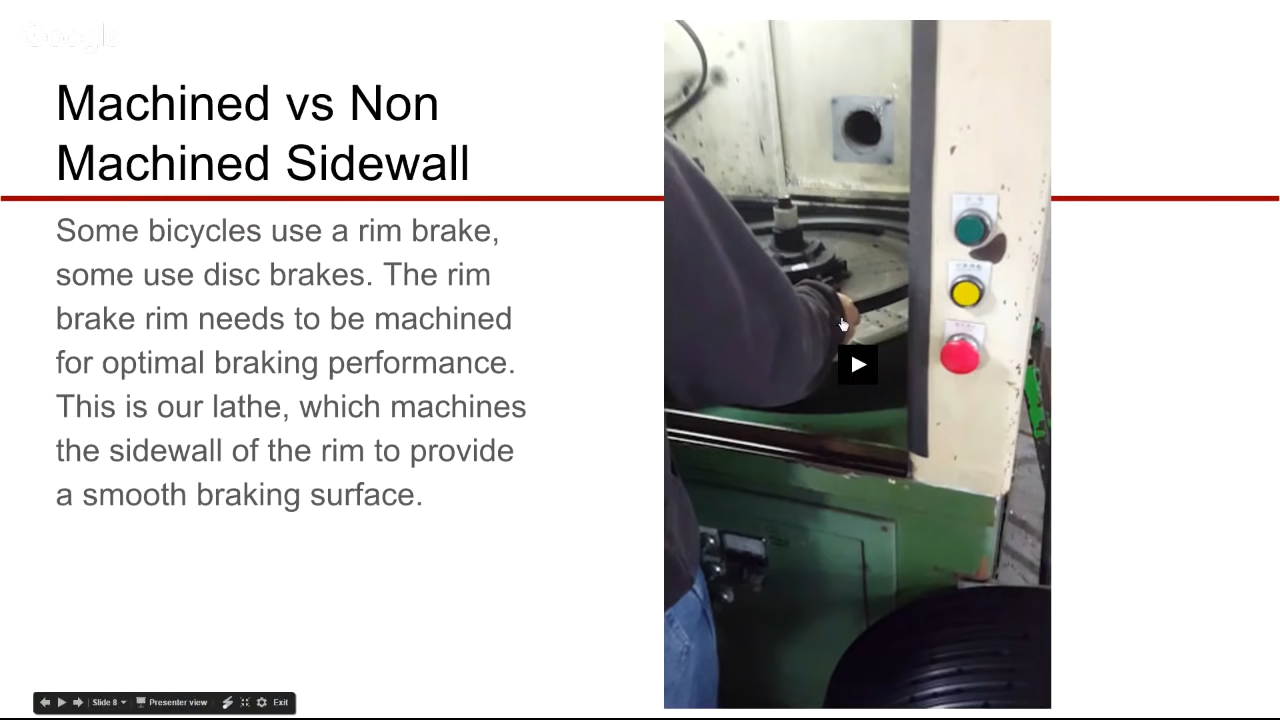 Google
Machined vs Non
Machined Sidewall
Some bicycles use a rim brake,
some use disc brakes. The rim
brake rim needs to be machined
for optimal braking performance.
This is our lathe, which machines
the sidewall of the rim to provide
a smooth braking surface.
Slide 8 Presenter view Exit